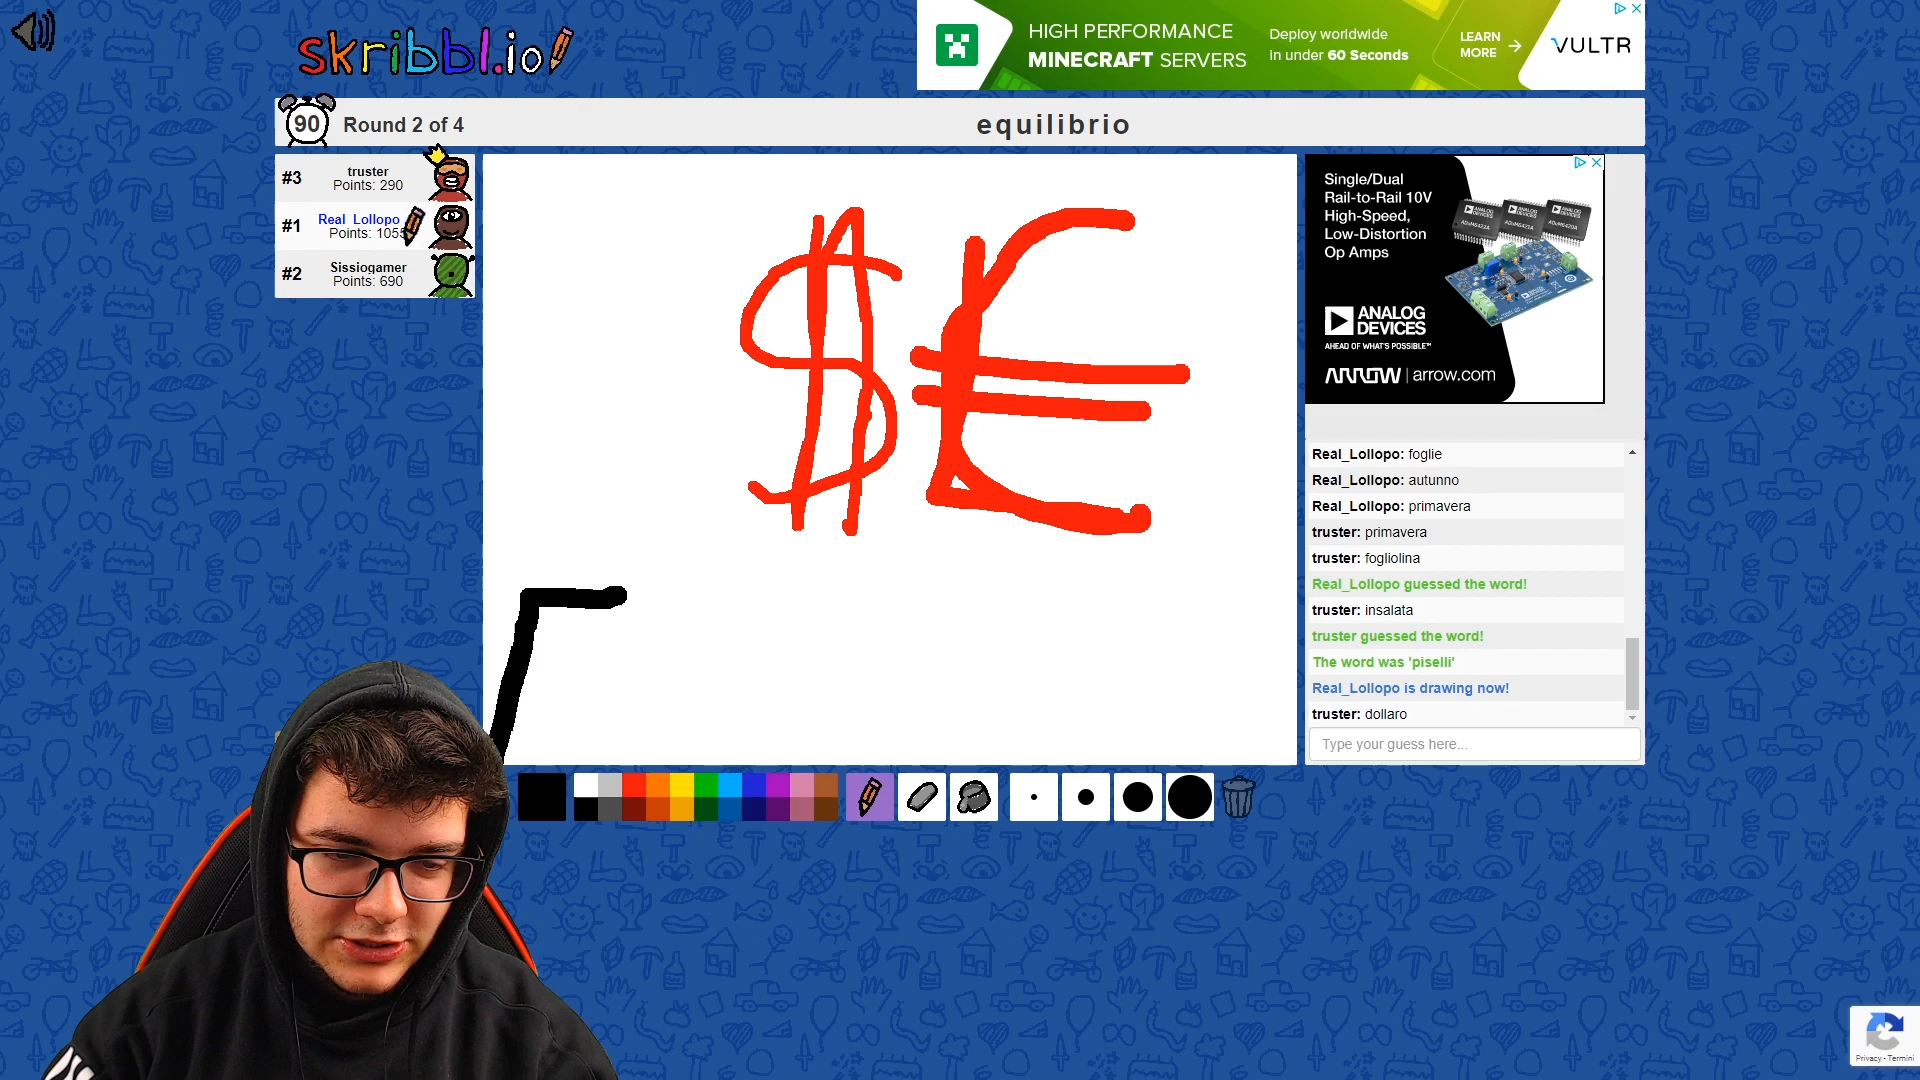 skribbl.io
HIGH PERFORMANCE
MINECRAFT SERVERS
Deploy worldwide
in under 60 Seconds
LEARN
MORE
VULTR
90
Round 2 of 4
equilibrio
#3
truster
Points: 290
#1
Real_Lollopo
Points: 1055
#2
Sissiogamer
Points: 690
$€
Single/Dual
Rail-to-Rail 10V
High-Speed,
Low-Distortion
Op Amps
ANALOG
DEVICES
AHEAD OF WHAT'S POSSIBLE™
ARROW | arrow.com
Real_Lollopo: foglie
Real_Lollopo: autunno
Real_Lollopo: primavera
truster: primavera
truster: fogliolina
Real_Lollopo guessed the word!
truster: insalata
truster guessed the word!
The word was 'piselli'
Real_Lollopo is drawing now!
truster: dollaro
Type your guess here...
Privacy - Termini